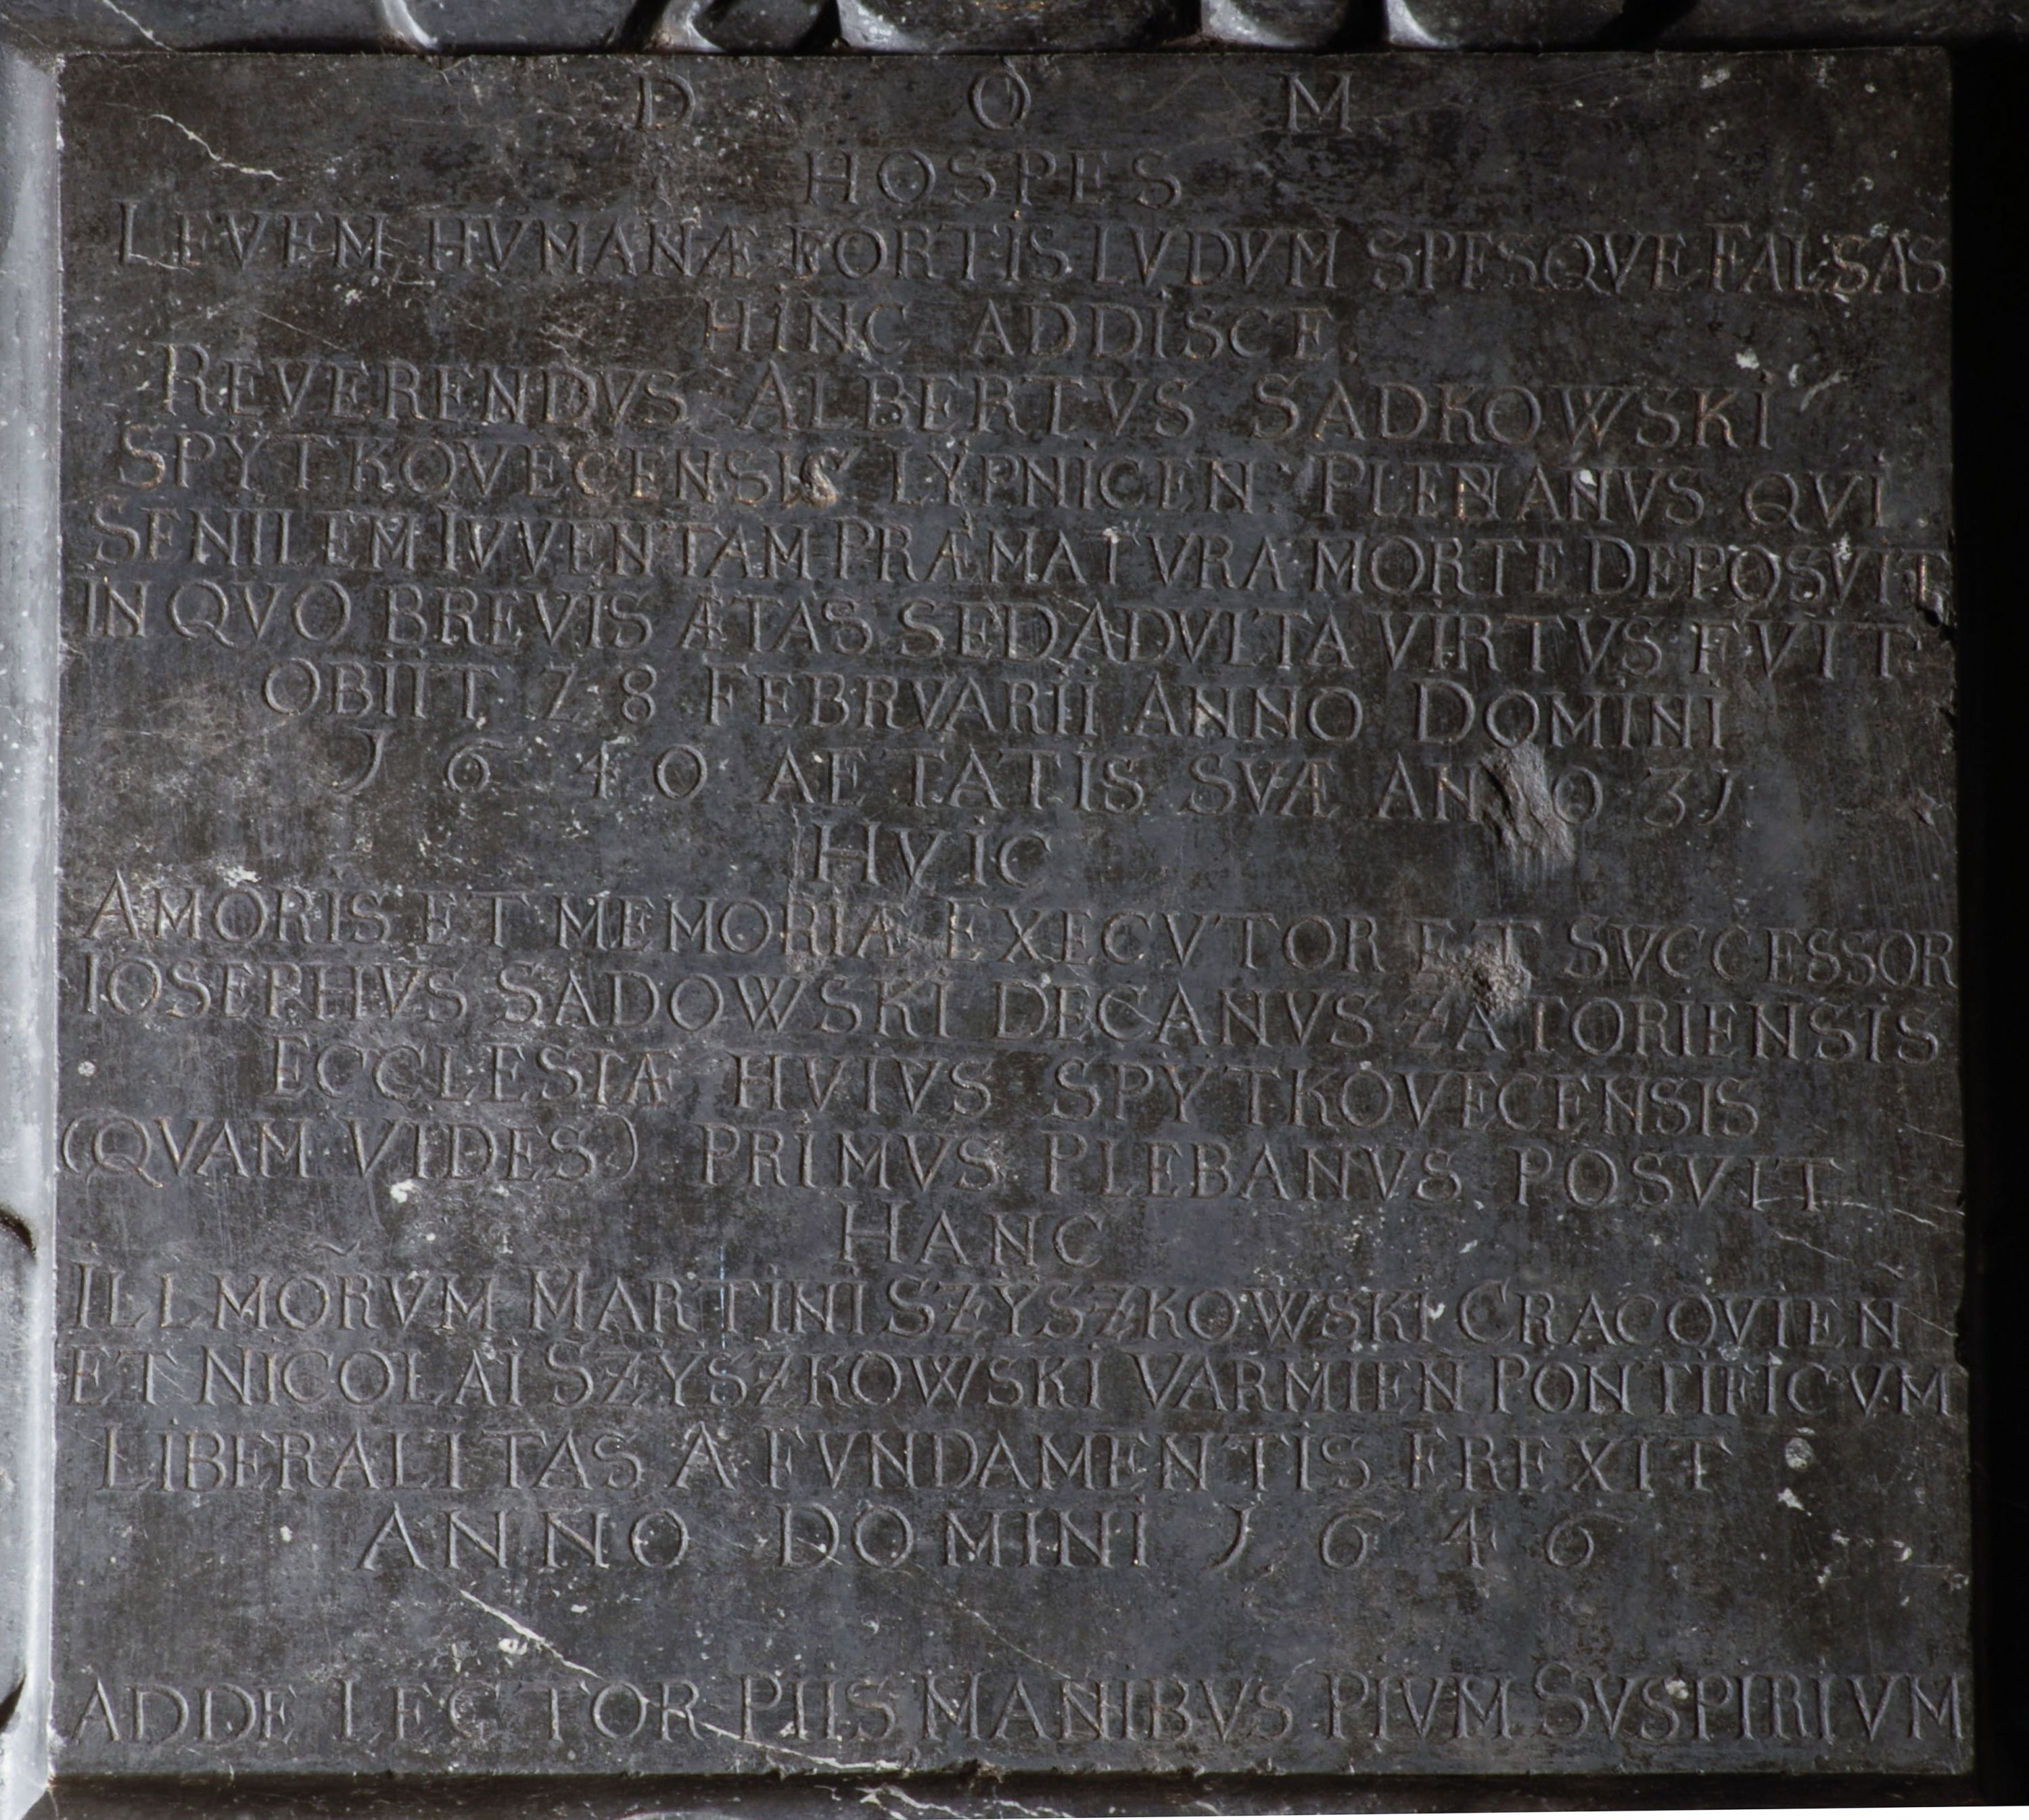 D O M
HOSPES
LEVEM HVMANÆ FORTIS LVDVM SPESQVE FALSAS
HINC ADDISCE
REVERENDVS ALBERTVS SADKOWSKI
SPYTKOVECENSIS LYPNICEN: PLEBANVS QVI
SENILEM IVVENTAM PRÆMATVRA MORTE DEPOSVIT
IN QVO BREVIS ÆTAS SED ADVLTA VIRTVS FVIT
OBIIT 28 FEBRVARII ANNO DOMINI
1640 AETATIS SVÆ ANNO 31
HVIC
AMORIS ET MEMORIÆ EXECVTOR ET SVCCESSOR
IOSEPHVS SADOWSKI DECANVS ZATORIENSIS
ECCLESIÆ HVIVS SPYTKOVECENSIS
(QVAM VIDES) PRIMVS PLEBANVS POSVIT
HANC
ILLMOR̃VM MARTINI SZYSZKOWSKI CRACOVIEÑ
ET NICOLAI SZYSZKOWSKI VARMIEN PONTIFICVM
LIBERALITAS A FVNDAMENTIS EREXIT
ANNO DOMINI 1646
ADDE LECTOR PIIS MANIBVS PIVM SVSPIRIVM